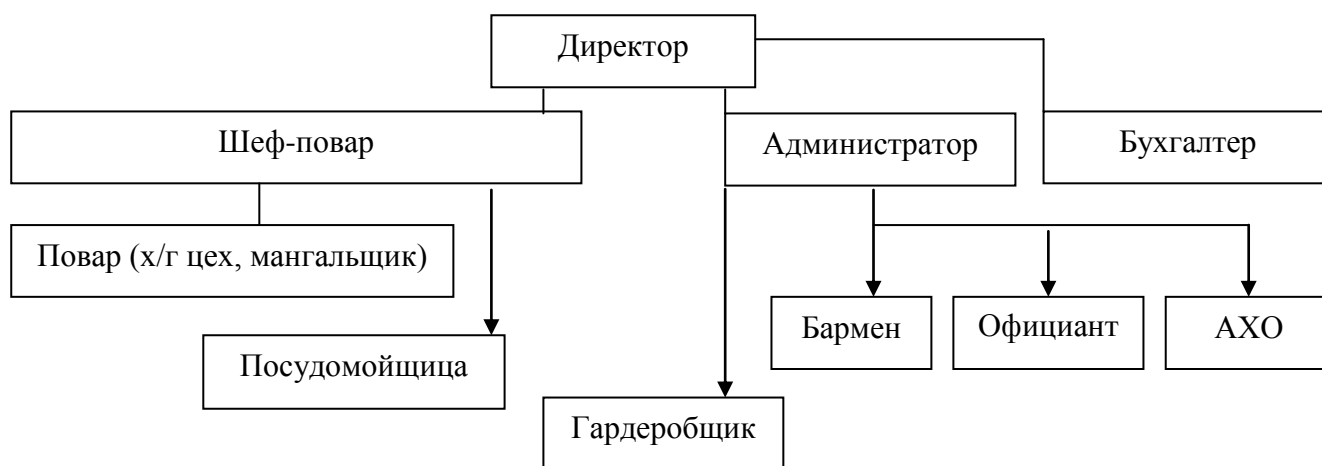 Директор
Шеф-повар
Администратор
Бухгалтер
Повар (х/г цех, мангальщик)
Бармен
Официант
АХО
Посудомойщица
Гардеробщик